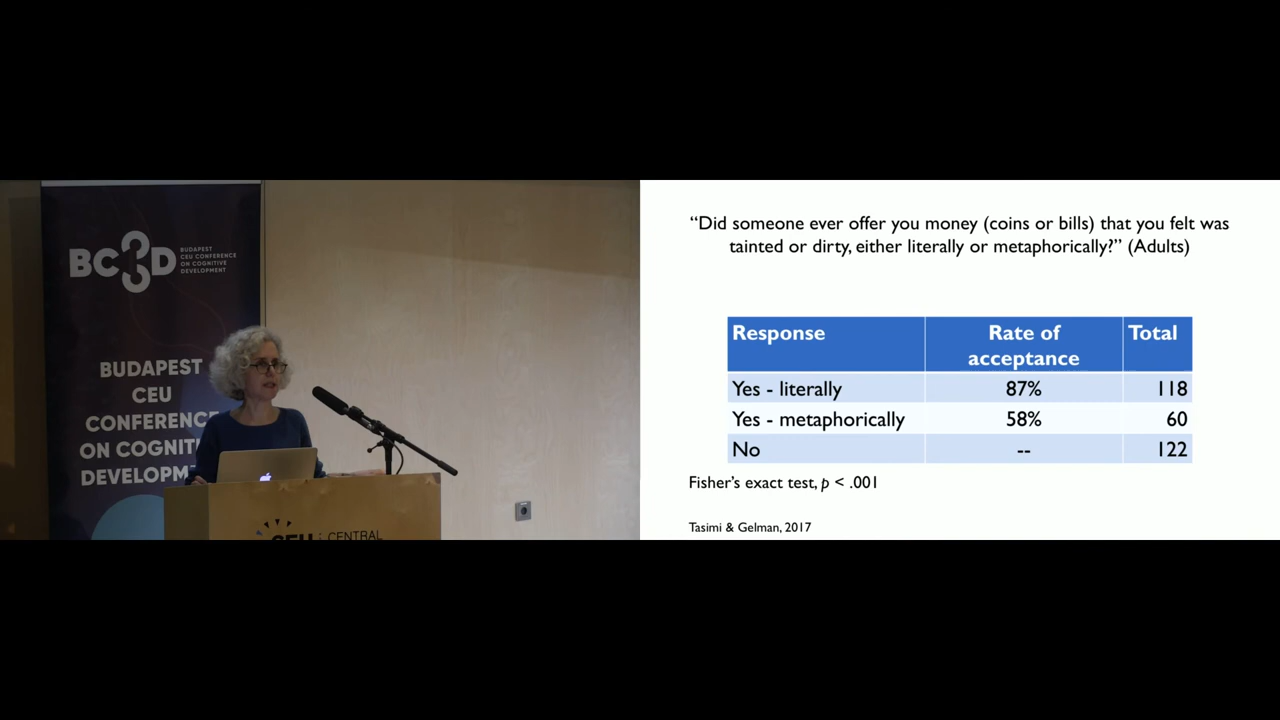 BC3D
BUDAPEST
CEU CONFERENCE
ON COGNITIVE
DEVELOPMENT
BUDAPEST
CEU
CONFERENCE
ON COGNITI
DEVELOPM
CEU
CENTRAL
“Did someone ever offer you money (coins or bills) that you felt was
tainted or dirty, either literally or metaphorically?” (Adults)
Response Rate of Total
acceptance
Yes - literally 87% 118
Yes - metaphorically 58% 60
No -- 122
Fisher’s exact test, p < .001
Tasimi & Gelman, 2017